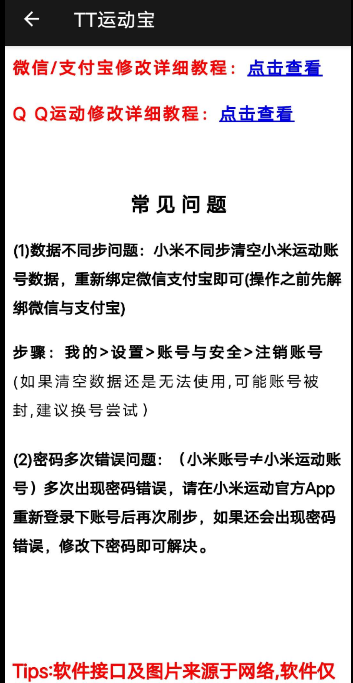 TT运动宝
微信/支付宝修改详细教程：点击查看
Q Q运动修改详细教程：点击查看
常见问题
(1)数据不同步问题：小米不同步清空小米运动账
号数据，重新绑定微信支付宝即可(操作之前先解
绑微信与支付宝)
步骤：我的>设置>账号与安全>注销账号
(如果清空数据还是无法使用,可能账号被
封,建议换号尝试）
(2)密码多次错误问题：（小米账号≠小米运动账
号）多次出现密码错误，请在小米运动官方App
重新登录下账号后再次刷步，如果还会出现密码
错误，修改下密码即可解决。
Tips:软件接口及图片来源于网络,软件仅